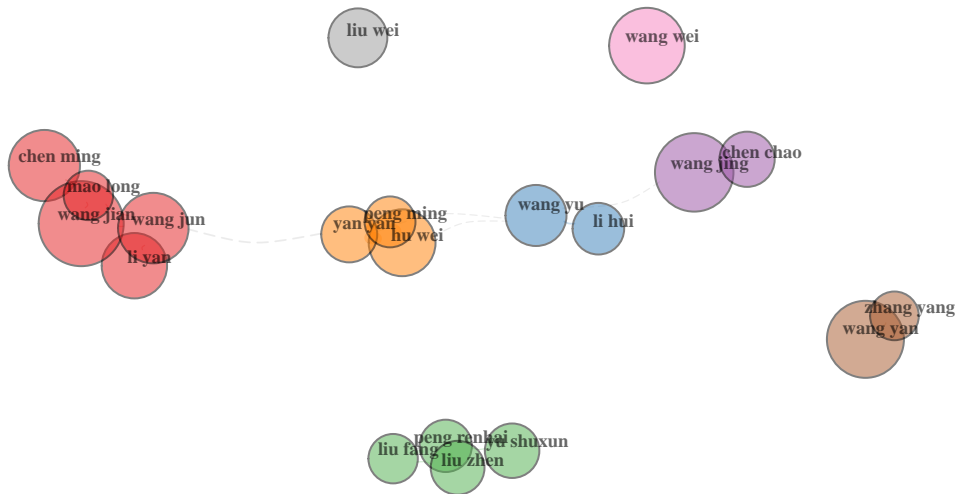 liu wei
wang wei
chen ming
mao long
wang jian
wang jun
li yan
yan yan
peng ming
hu wei
wang yu
li hui
wang jing
chen chao
zhang yang
wang yan
liu fang
peng renhai
liu zhen
yu shuxun